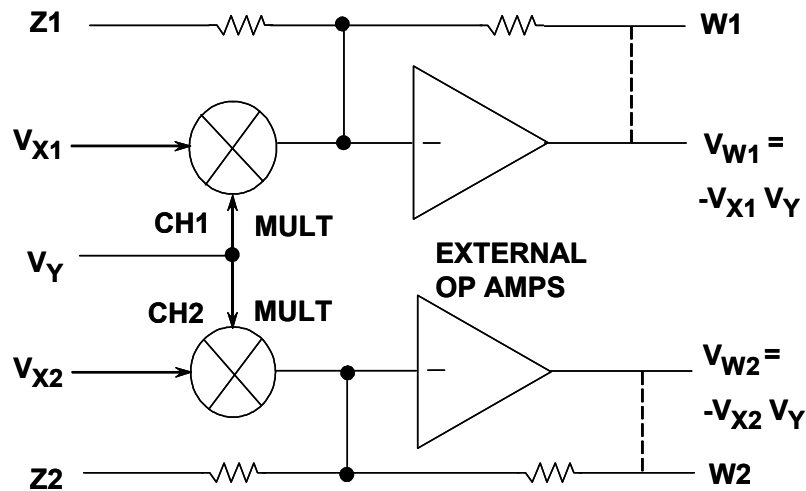 Z1
W1
VX1
VW1 =
-VX1 VY
CH1 MULT
VY
EXTERNAL
OP AMPS
CH2 MULT
VX2
VW2 =
-VX2 VY
Z2
W2